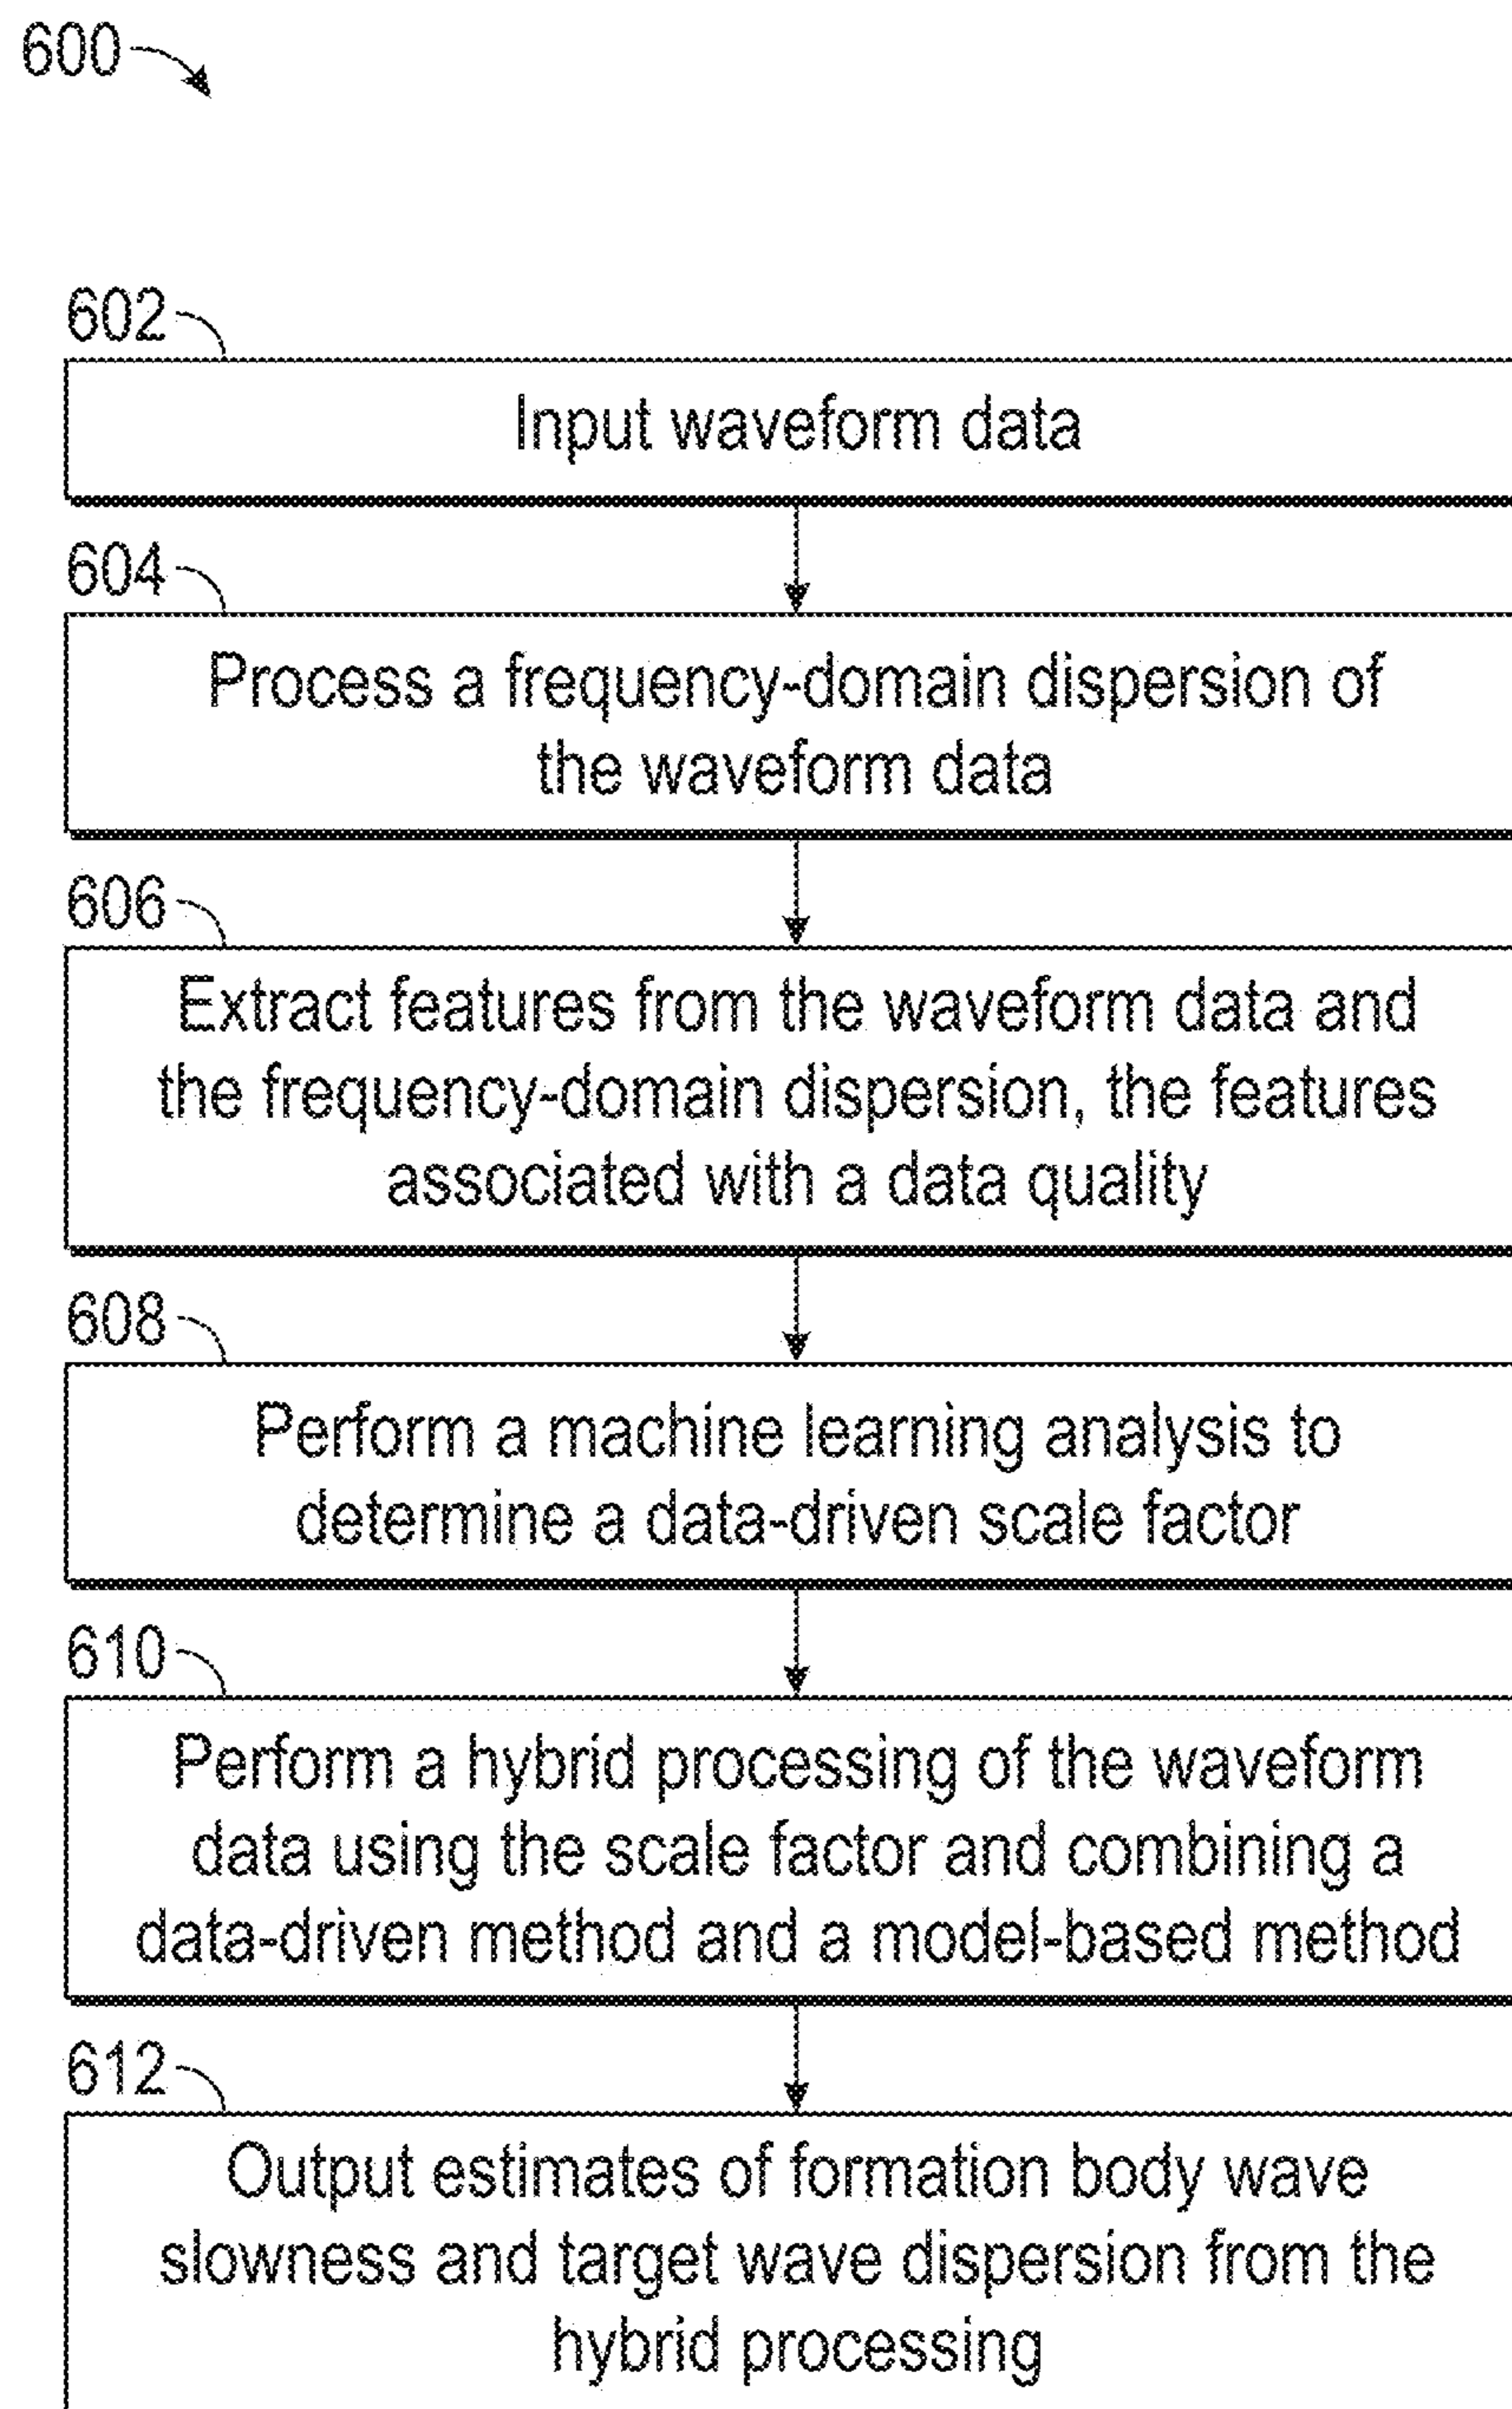 600
602
Input waveform data
604
Process a frequency-domain dispersion of
the waveform data
606
Extract features from the waveform data and
the frequency-domain dispersion, the features
associated with a data quality
608
Perform a machine learning analysis to
determine a data-driven scale factor
610
Perform a hybrid processing of the waveform
data using the scale factor and combining a
data-driven method and a model-based method
612
Output estimates of formation body wave
slowness and target wave dispersion from the
hybrid processing